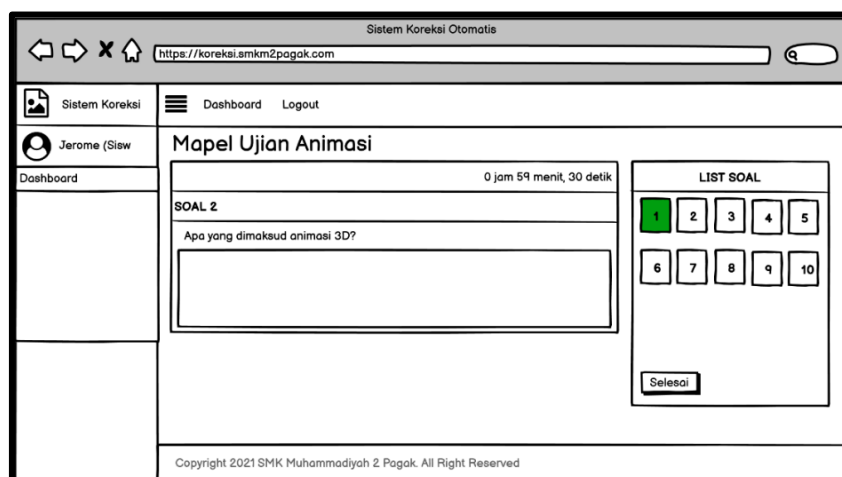 Sistem Koreksi Otomatis
https://koreksi.smkm2pagak.com
Sistem Koreksi
Dashboard Logout
Jerome (Sisw
Dashboard
Mapel Ujian Animasi
0 jam 59 menit, 30 detik
SOAL 2
Apa yang dimaksud animasi 3D?
LIST SOAL
1 2 3 4 5
6 7 8 9 10
Selesai
Copyright 2021 SMK Muhammadiyah 2 Pagak. All Right Reserved